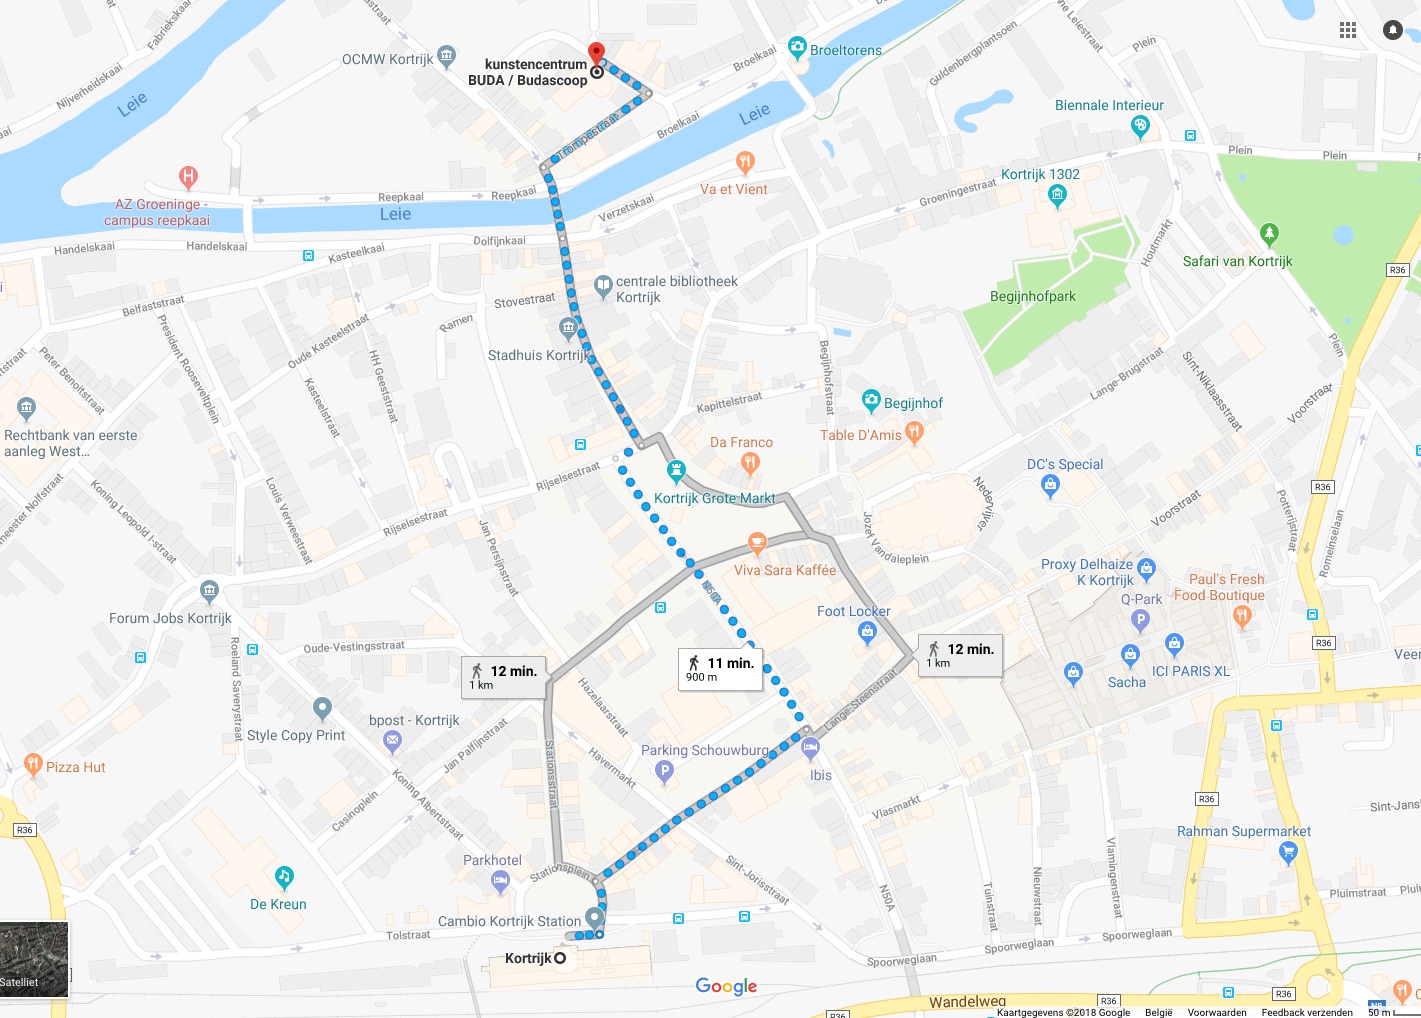 OCMW Kortrijk
kunstencentrum
BUDA / Budascoop
Broeltorens
Broelkaai
Leie
Leie
Leie
Nijverheidskaai
Fabriekskaai
Trompestraat
Broelkaai
Guldenbergplantsoen
Plein
Biennale Interieur
Plein
Plein
Plein
Kortrijk 1302
Va et Vient
AZ Groeninge -
campus reepkaai
Reepkaai
Reepkaai
Verzetskaai
Groeningestraat
Handelskaai
Handelskaai
Kasteelkaai
Dolfijnkaai
Houtmarkt
Safari van Kortrijk
R36
Begijnhofpark
centrale bibliotheek
Kortrijk
Stovestraat
Belfaststraat
Ramen
Stadhuis Kortrijk
President Rooseveltplein
Oude Kasteelstraat
HH Geeststraat
Kasteelstraat
Peter Benoitstraat
Begijnhofstraat
Lange-Brugstraat
Sint-Niklaasstraat
Plein
Voorstraat
Kapittelstraat
Begijnhof
Table D'Amis
Da Franco
Rechtbank van eerste
aanleg West...
Kortrijk Grote Markt
Rijselsestraat
Rijselsestraat
DC's Special
R36
Nedervijver
Voorstraat
Potterijstraat
Romeinselaan
Koning Leopold I straat
Louis Verweestraat
Jan Persijnstraat
Jozef Vandaleplein
Viva Sara Kaffée
Proxy Delhaize
K Kortrijk
Paul's Fresh
Food Boutique
Q-Park
Foot Locker
N50A
Forum Jobs Kortrijk
Oude-Vestingsstraat
Roeland Saverystraat
12 min.
1 km
11 min.
900 m
12 min.
1 km
ICI PARIS XL
Sacha
Hazelaarstraat
Lange-Steenstraat
Style Copy Print
bpost - Kortrijk
Jan Palfijnstraat
Parking Schouwburg
Ibis
Havermarkt
Stationsstraat
Pizza Hut
Casinoplein
Koning Albertstraat
Vlasmarkt
R36
R36
Rahman Supermarket
Parkhotel
Stationsplein
Sint-Jorisstraat
De Kreun
N50A
Tuinstraat
Nieuwstraat
Vlamingenstraat
Pluimstraat
Cambio Kortrijk Station
Tolstraat
Kortrijk
Spoorweglaan
Spoorweglaan
Spoorweglaan
Satelliet
Google
Wandelweg
R36
R36
R36
N8
Kaartgegevens ©2018 Google
België
Voorwaarden
Feedback verzenden
50 m